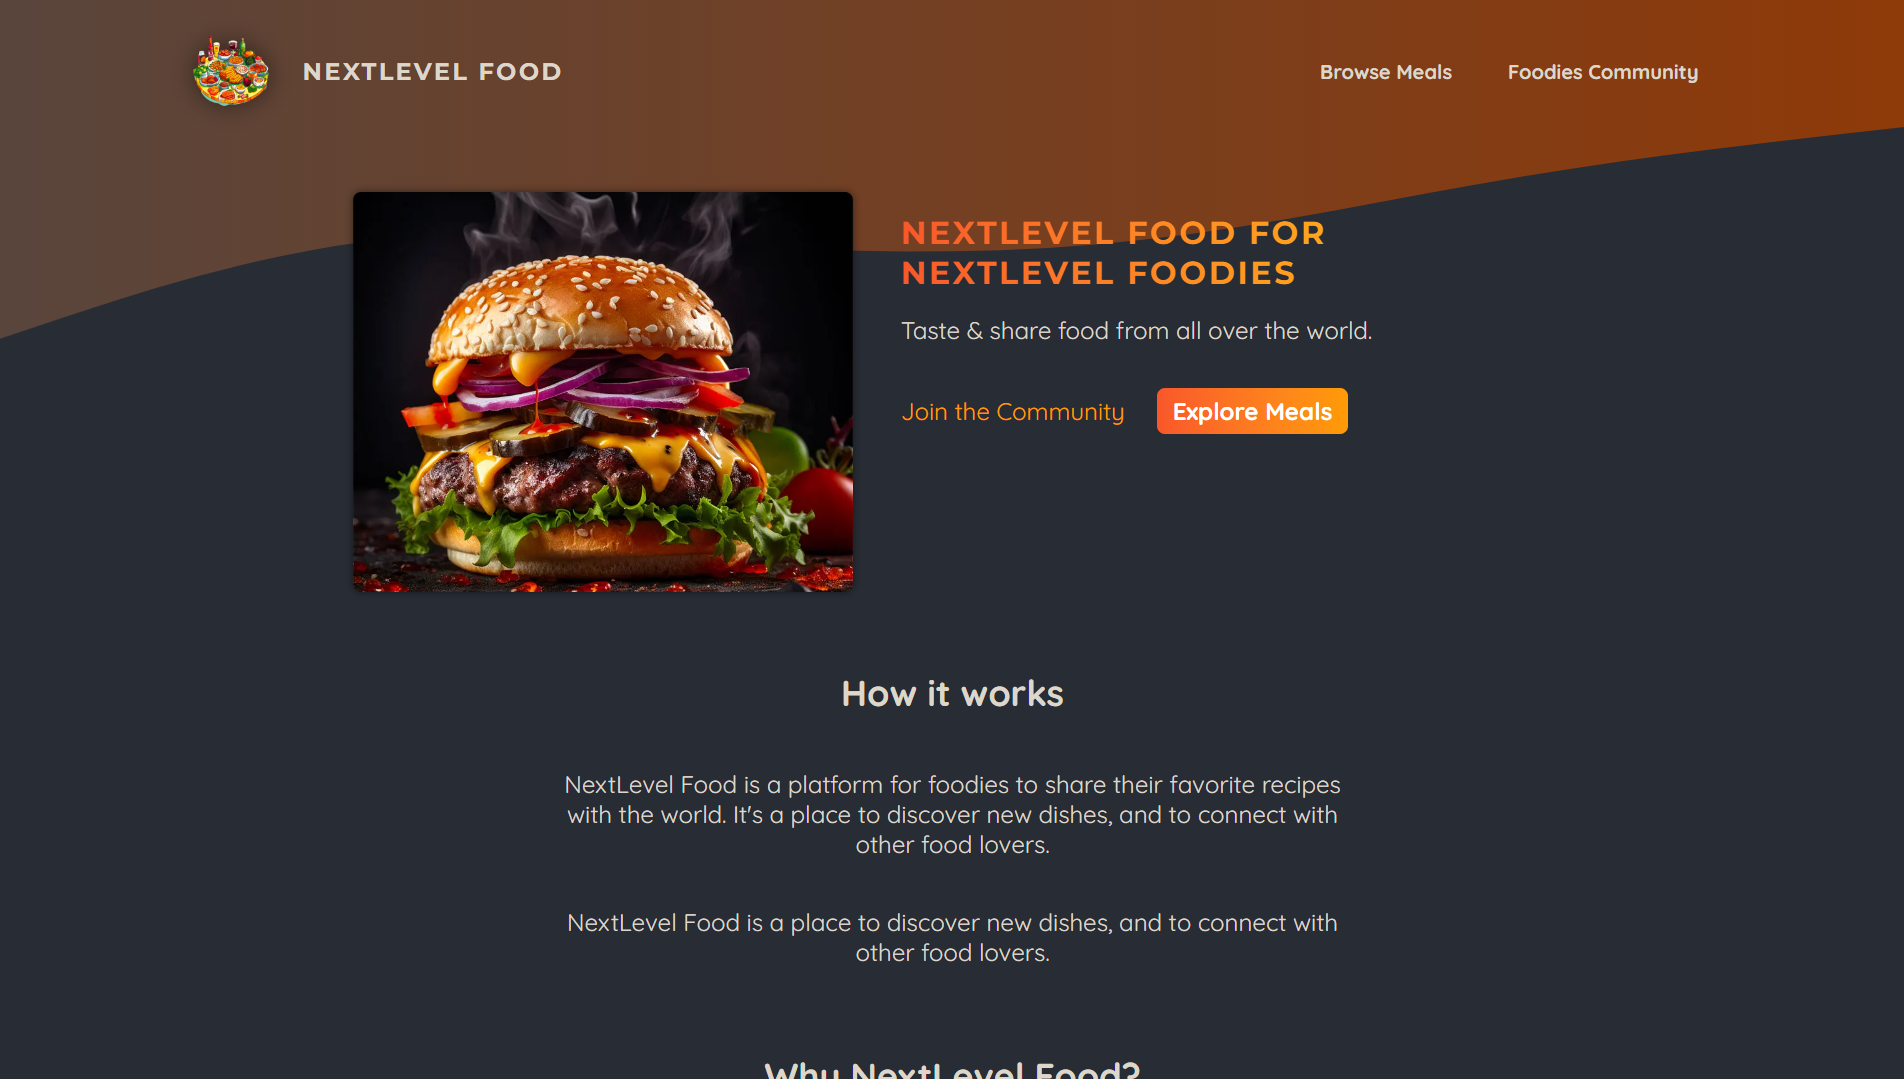 NEXTLEVEL FOOD
Browse Meals
Foodies Community
NEXTLEVEL FOOD FOR
NEXTLEVEL FOODIES
Taste & share food from all over the world.
Join the Community
Explore Meals
How it works
NextLevel Food is a platform for foodies to share their favorite recipes
with the world. It's a place to discover new dishes, and to connect with
other food lovers.
NextLevel Food is a place to discover new dishes, and to connect with
other food lovers.
Why NextLevel Food?